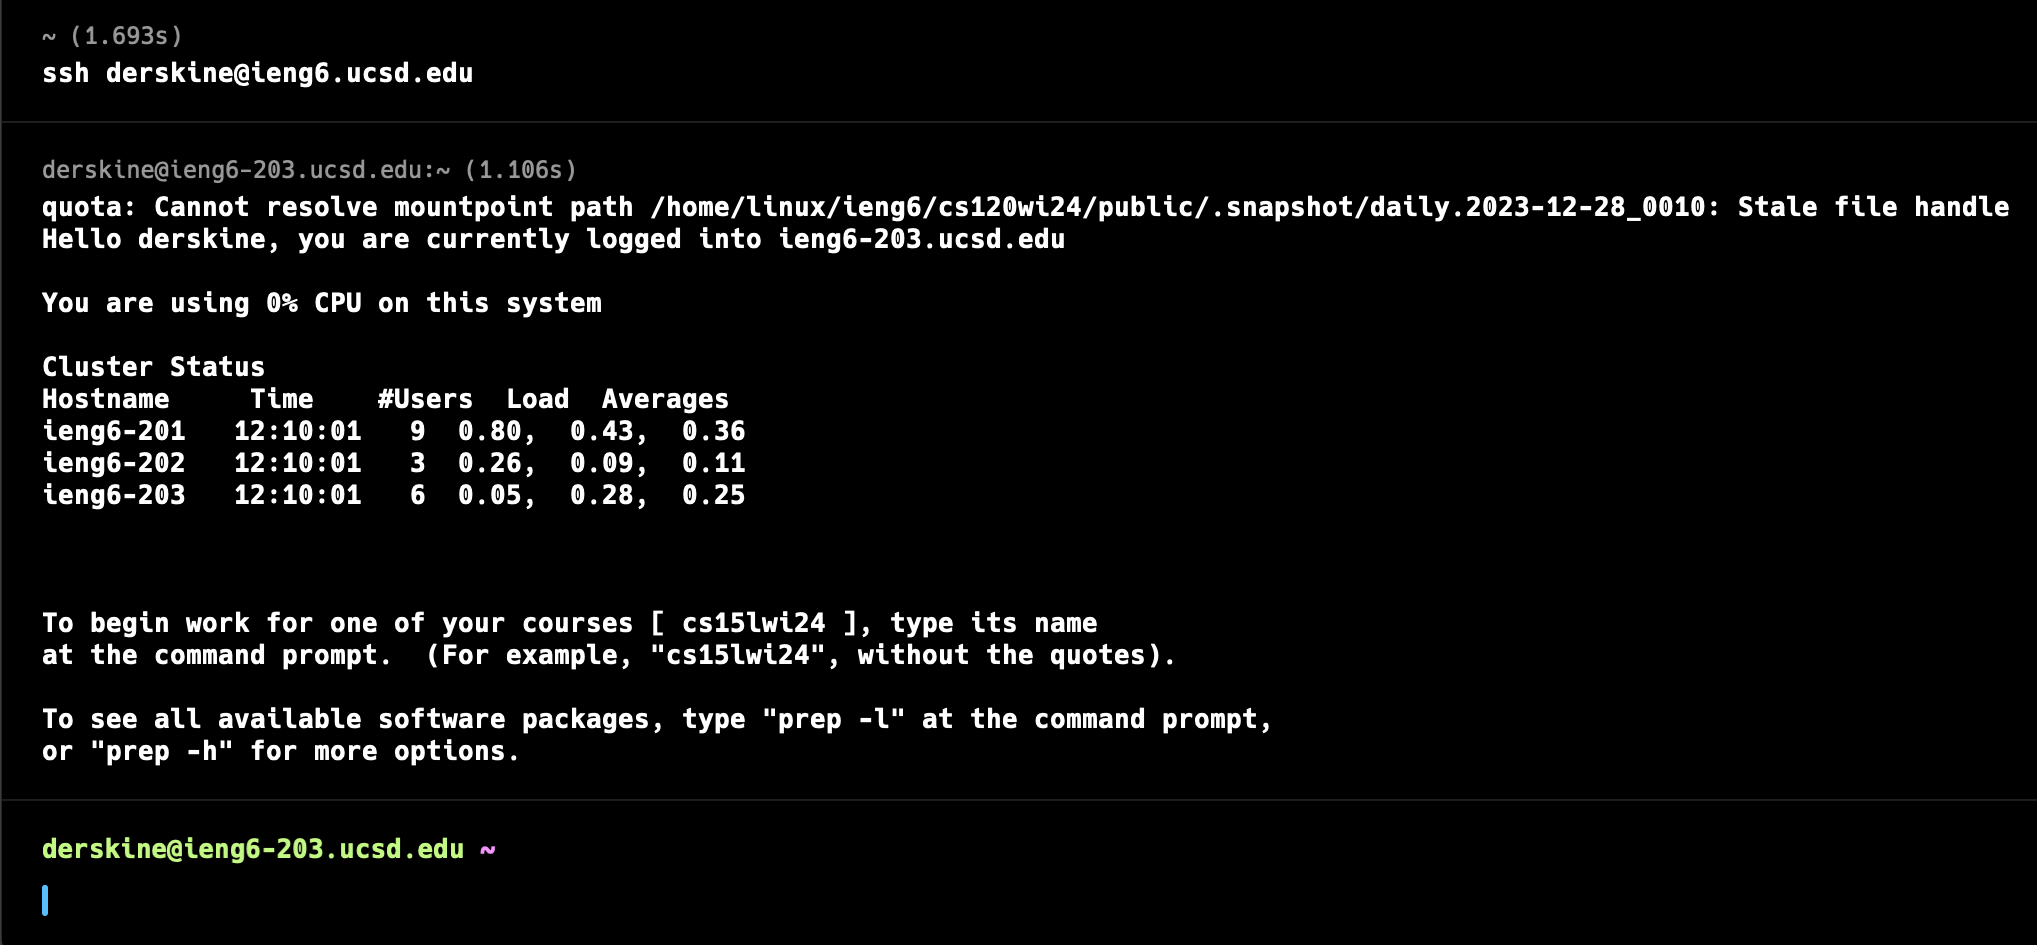 ~ (1.693s)
ssh derskine@ieng6.ucsd.edu
derskine@ieng6-203.ucsd.edu:~ (1.106s)
quota: Cannot resolve mountpoint path /home/linux/ieng6/cs120wi24/public/.snapshot/daily.2023-12-28_0010: Stale file handle
Hello derskine, you are currently logged into ieng6-203.ucsd.edu
You are using 0% CPU on this system
Cluster Status
Hostname     Time    #Users  Load  Averages
ieng6-201   12:10:01   9  0.80,  0.43,  0.36
ieng6-202   12:10:01   3  0.26,  0.09,  0.11
ieng6-203   12:10:01   6  0.05,  0.28,  0.25
To begin work for one of your courses [ cs15lwi24 ], type its name
at the command prompt.  (For example, "cs15lwi24", without the quotes).
To see all available software packages, type "prep -l" at the command prompt,
or "prep -h" for more options.
derskine@ieng6-203.ucsd.edu ~